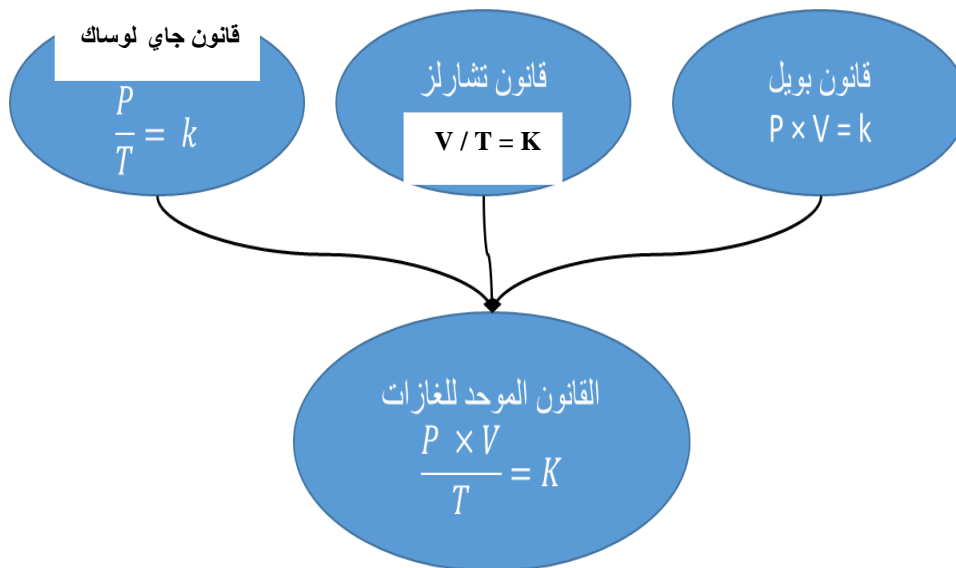 قانون بويل
P × V = k
قانون تشارلز
V / T = K
قانون جاي لوساك
P/T = k
القانون الموحد للغازات
P × V / T = K